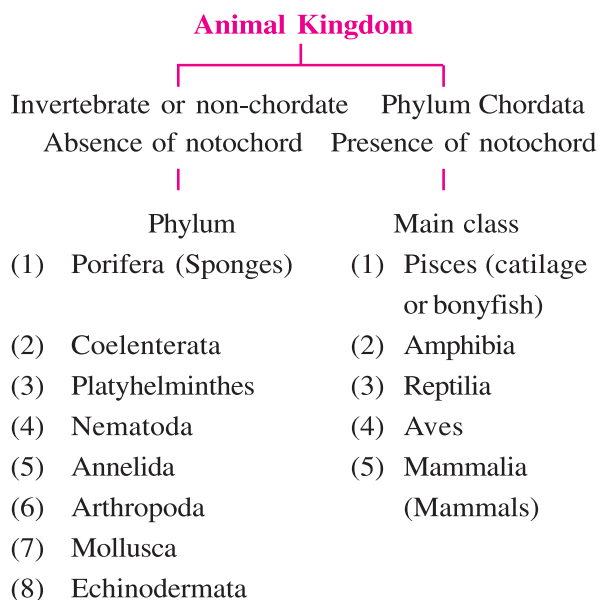 Animal Kingdom
Invertebrate or non-chordate Phylum Chordata
Absence of notochord Presence of notochord
Phylum Main class
(1) Porifera (Sponges) (1) Pisces (catilage
or bonyfish)
(2) Coelenterata (2) Amphibia
(3) Platyhelminthes (3) Reptilia
(4) Nematoda (4) Aves
(5) Annelida (5) Mammalia
(6) Arthropoda (Mammals)
(7) Mollusca
(8) Echinodermata